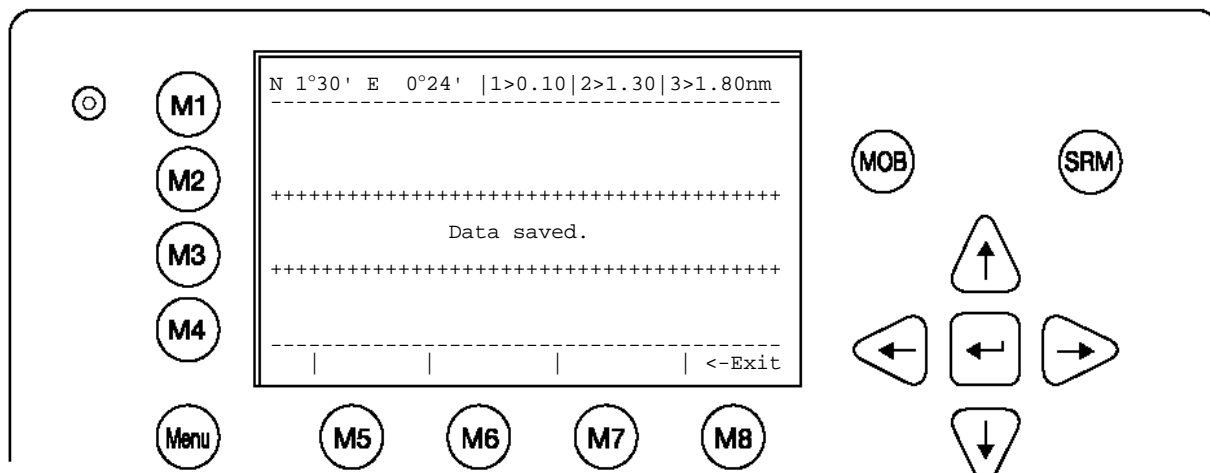 N 1°30' E  0°24' |1>0.10|2>1.30|3>1.80nm
----------------------------------------
M1
MOB
SRM
M2
++++++++++++++++++++++++++++++++++++++++
Data saved.
M3
++++++++++++++++++++++++++++++++++++++++
M4
----------------------------------------
| | | | <-Exit
Menu
M5
M6
M7
M8